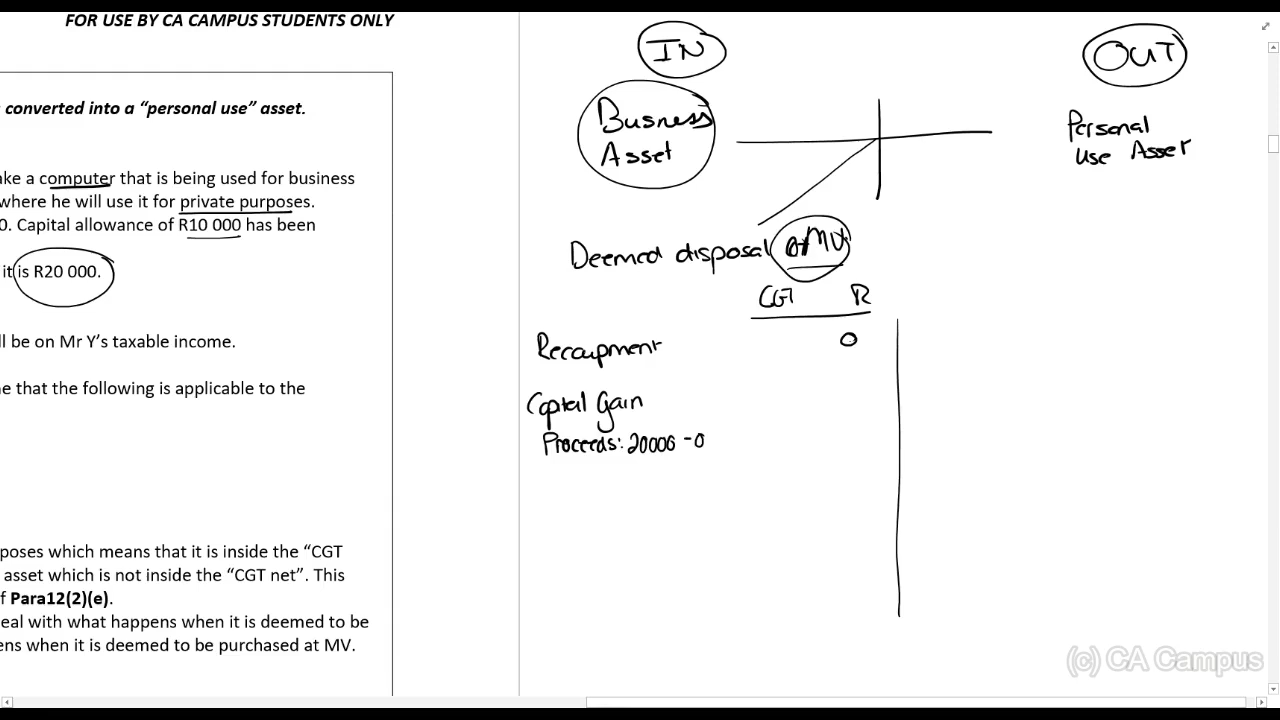 FOR USE BY CA CAMPUS STUDENTS ONLY
converted into a “personal use” asset.
ake a computer that is being used for business
where he will use it for private purposes.
0. Capital allowance of R10 000 has been
it is R20 000.
ll be on Mr Y’s taxable income.
e that the following is applicable to the
poses which means that it is inside the “CGT
asset which is not inside the “CGT net”. This
f Para12(2)(e).
eal with what happens when it is deemed to be
ens when it is deemed to be purchased at MV.
IN
OUT
Business
Asset
Personal
Use Asset
Deemed disposal @ MV
CGT R
Recoupment 0
Capital Gain
Proceeds: 20000 - 0
(c) CA Campus